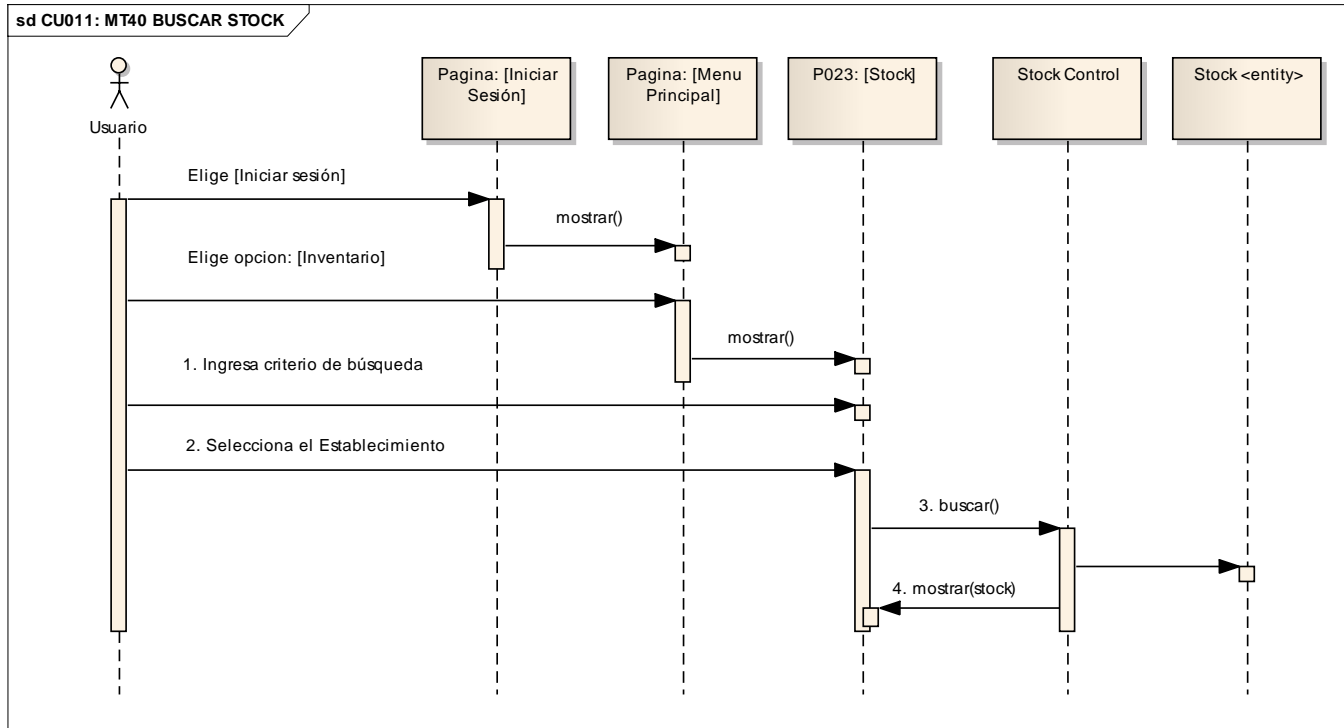 sd CU011: MT40 BUSCAR STOCK
Usuario
Pagina: [Iniciar
Sesión]
Pagina: [Menu
Principal]
P023: [Stock]
Stock Control
Stock <entity>
Elige [Iniciar sesión]
mostrar()
Elige opcion: [Inventario]
mostrar()
1. Ingresa criterio de búsqueda
2. Selecciona el Establecimiento
3. buscar()
4. mostrar(stock)